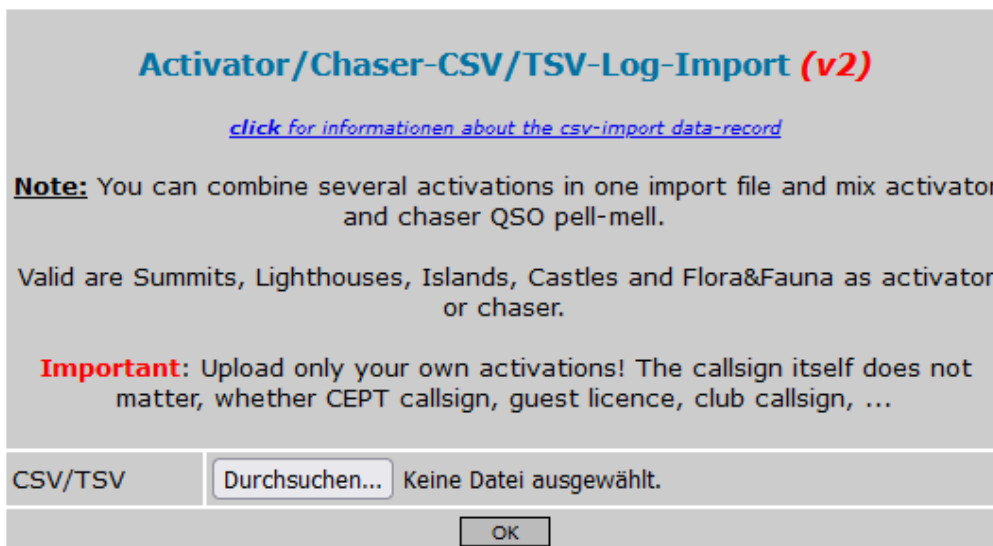 Activator/Chaser-CSV/TSV-Log-Import (v2)
click for informationen about the csv-import data-record
Note: You can combine several activations in one import file and mix activator
and chaser QSO pell-mell.
Valid are Summits, Lighthouses, Islands, Castles and Flora&Fauna as activator
or chaser.
Important: Upload only your own activations! The callsign itself does not
matter, whether CEPT callsign, guest licence, club callsign, ...
CSV/TSV Durchsuchen... Keine Datei ausgewählt.
OK